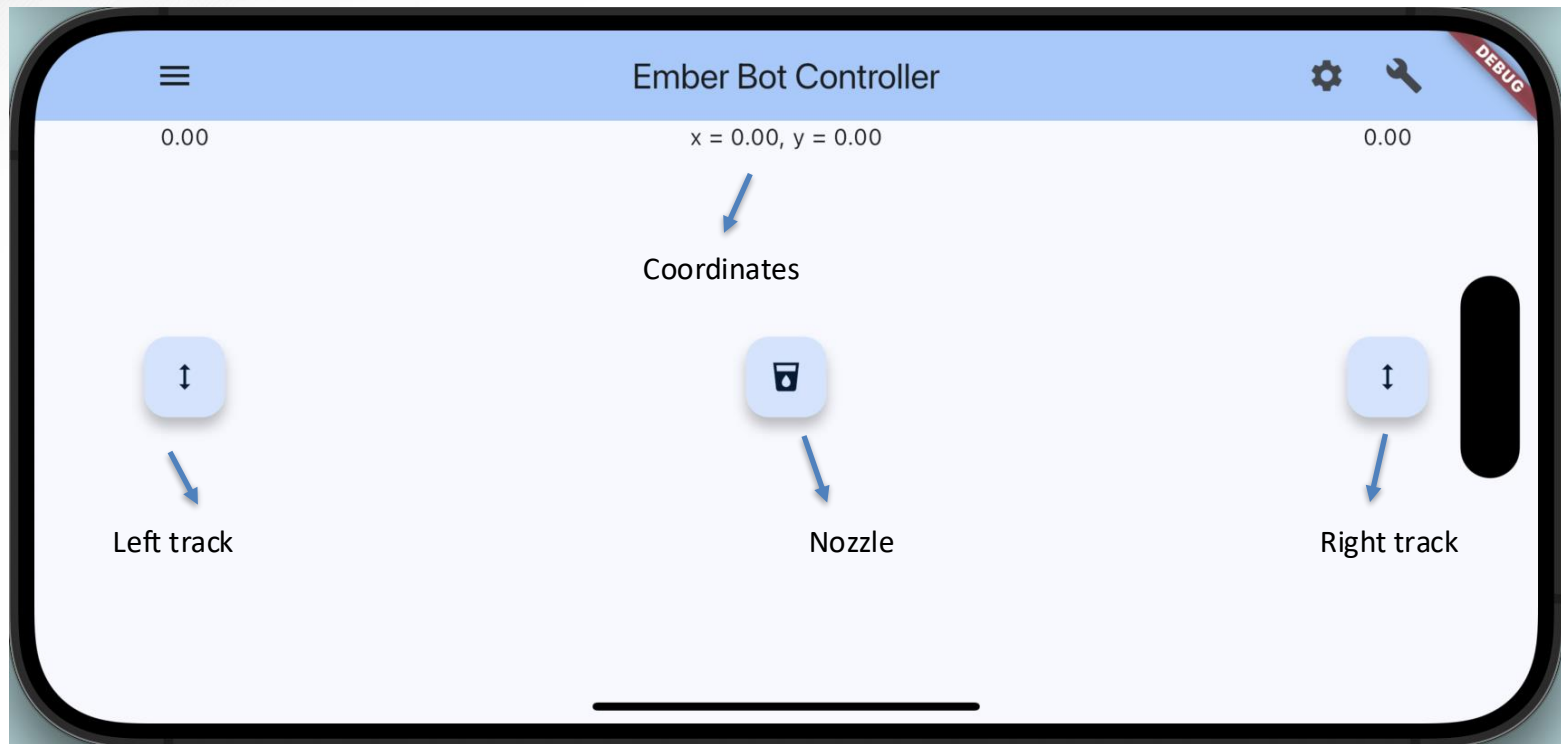 Ember Bot Controller
DEBUG
0.00
x = 0.00, y = 0.00
0.00
Coordinates
Left track
Nozzle
Right track